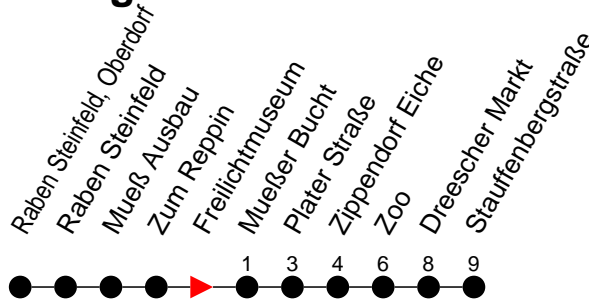 Raben Steinfeld, Oberdorf
Raben Steinfeld
Mueß Ausbau
Zum Reppin
Freilichtmuseum
Mueßer Bucht
Plater Straße
Zippendorf Eiche
Zoo
Dreescher Markt
Stauffenbergstraße
1 3 4 6 8 9